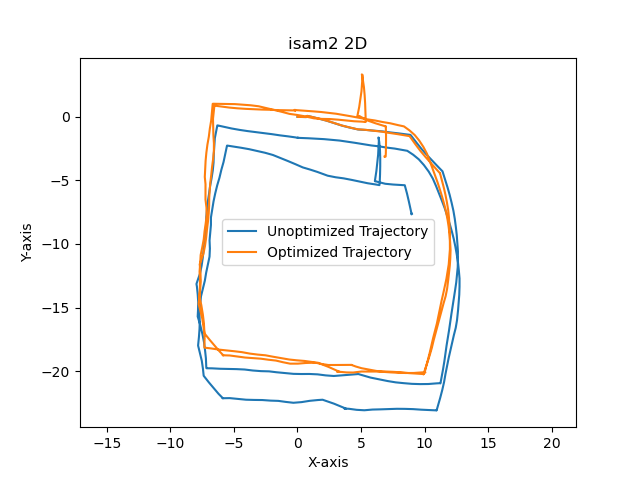 isam2 2D
0
−5
−10
−15
−20
Y-axis
Unoptimized Trajectory
Optimized Trajectory
−15
−10
−5
0
5
10
15
20
X-axis